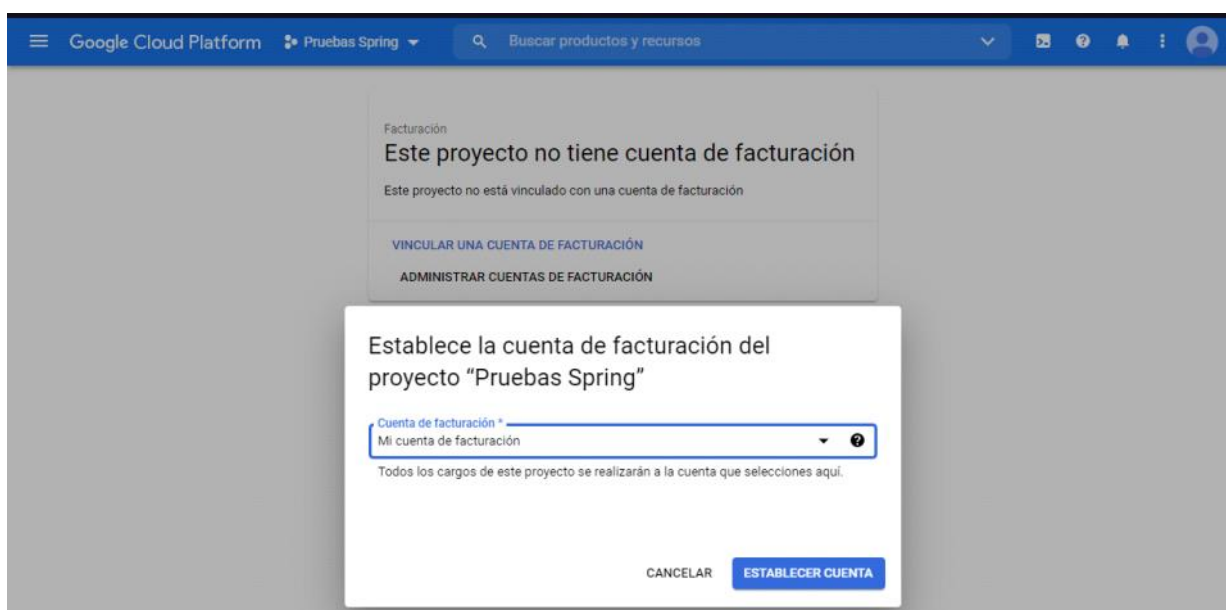 Google Cloud Platform Pruebas Spring Buscar productos y recursos
Facturación
Este proyecto no tiene cuenta de facturación
Este proyecto no está vinculado con una cuenta de facturación
VINCULAR UNA CUENTA DE FACTURACIÓN
ADMINISTRAR CUENTAS DE FACTURACIÓN
Establece la cuenta de facturación del
proyecto “Pruebas Spring”
Cuenta de facturación *
Mi cuenta de facturación
Todos los cargos de este proyecto se realizarán a la cuenta que selecciones aquí.
CANCELAR ESTABLECER CUENTA